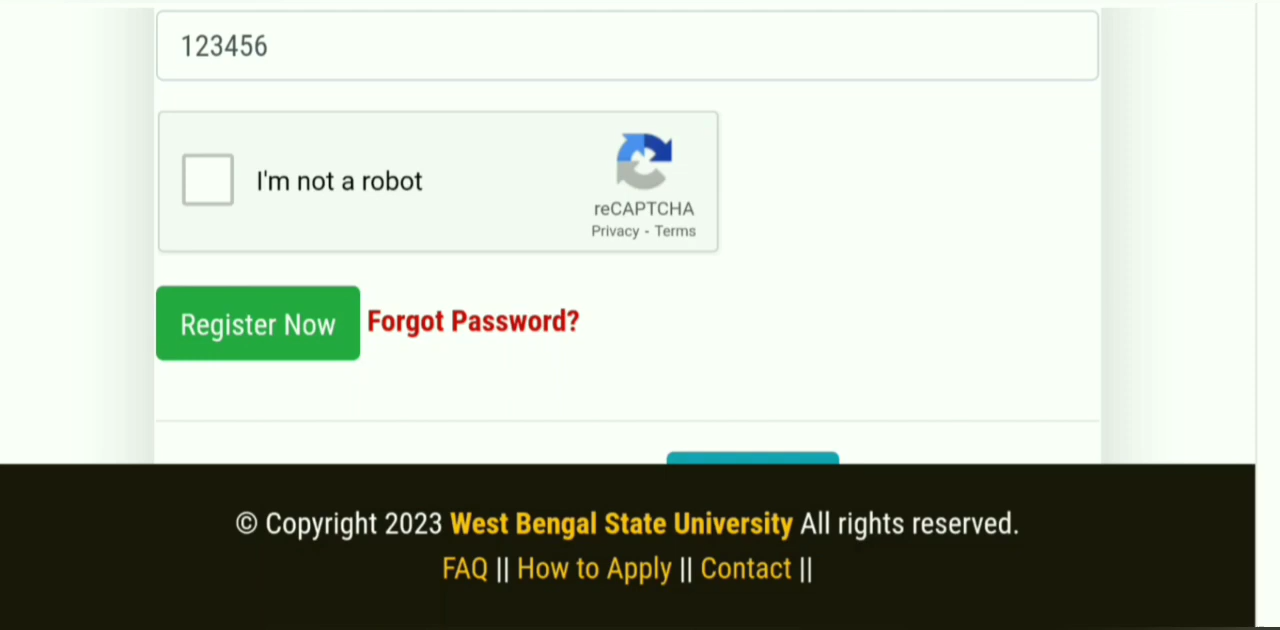 123456
I'm not a robot
reCAPTCHA
Privacy - Terms
Register Now Forgot Password?
© Copyright 2023 West Bengal State University All rights reserved.
FAQ || How to Apply || Contact ||